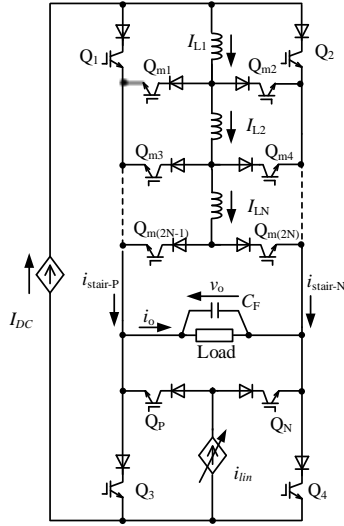 Q1
IL1
Q2
Qm1
Qm2
IL2
Qm3
Qm4
ILN
Qm(2N-1)
Qm(2N)
IDC
istair-P
vo
CF
istair-N
io
Load
QP
QN
ilin
Q3
Q4